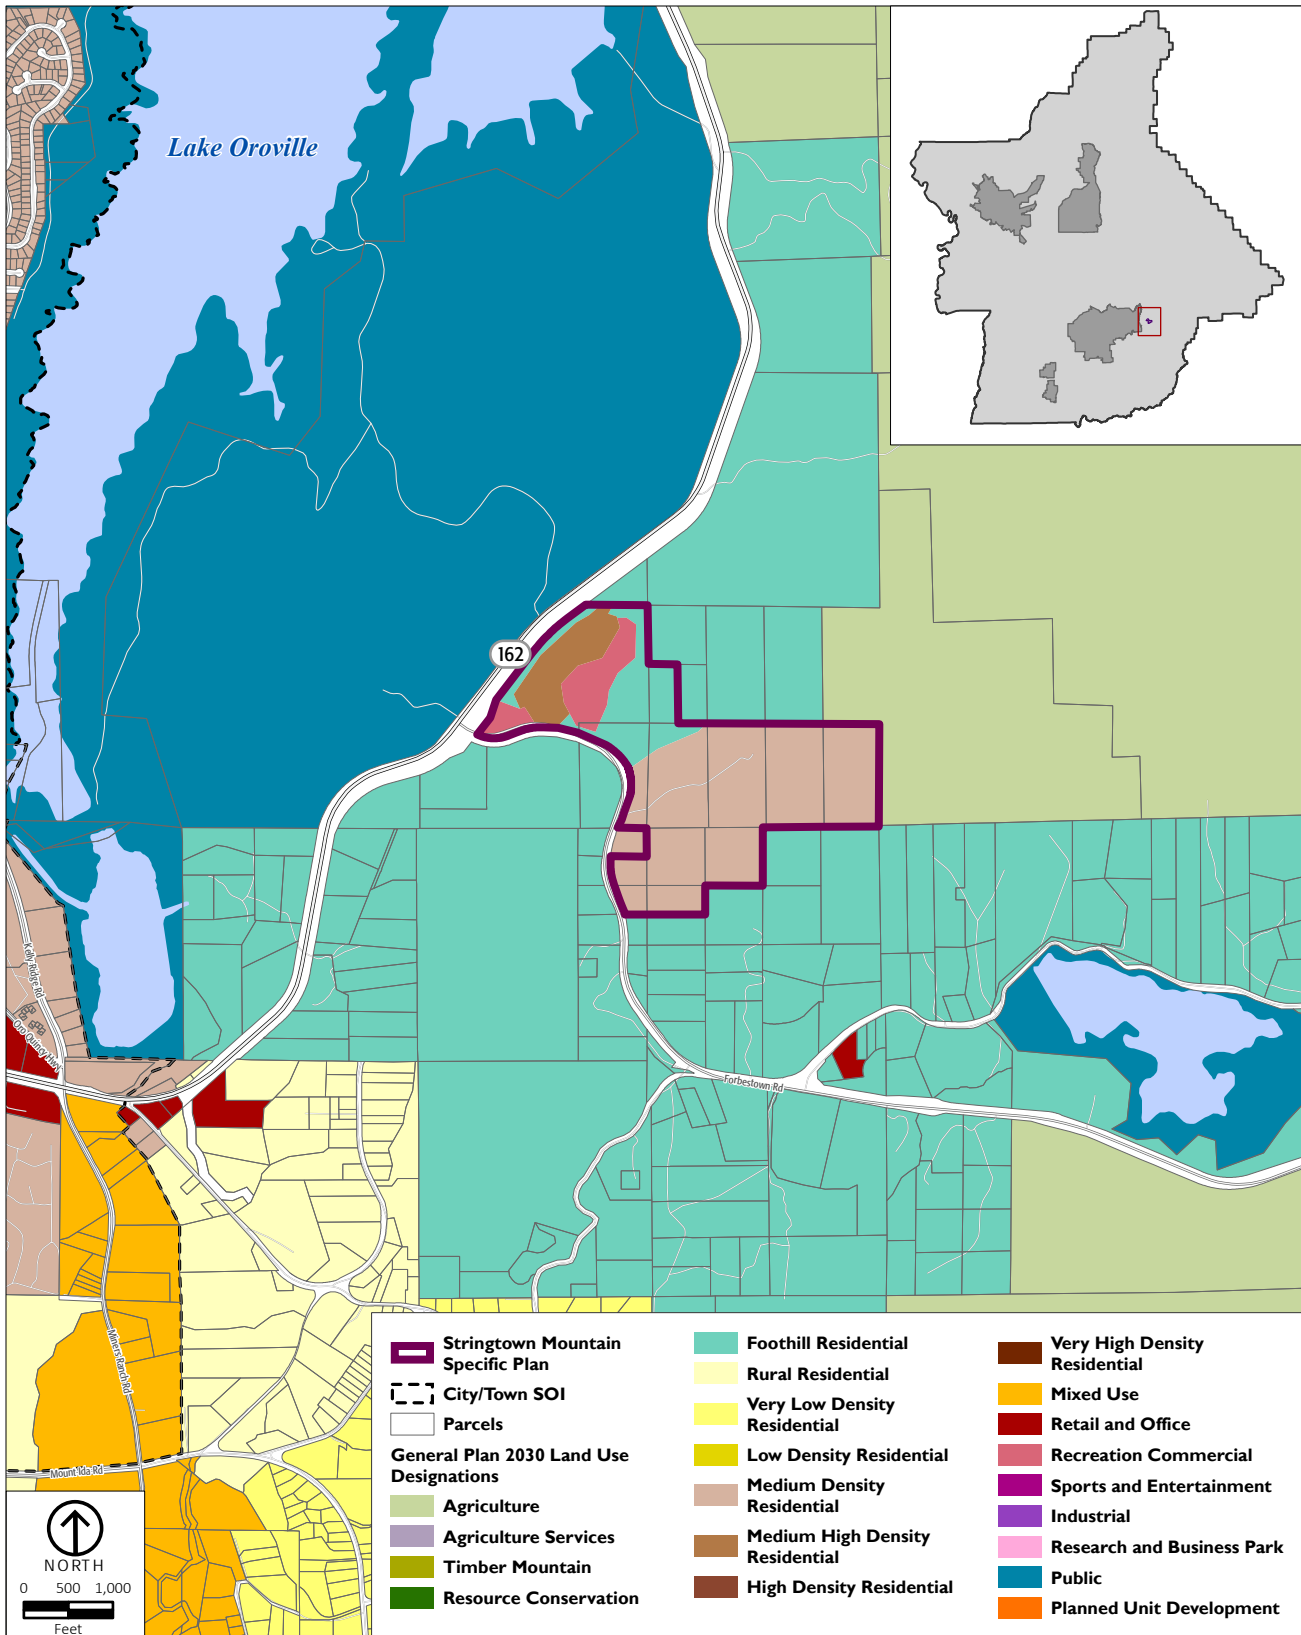 Lake Oroville
162
Kelly Ridge Rd
Oro Quincy Hwy
Forbestown Rd
Miners Ranch Rd
Mount Ida Rd
NORTH
0 500 1,000
Feet
Stringtown Mountain
Specific Plan
City/Town SOI
Parcels
General Plan 2030 Land Use
Designations
Agriculture
Agriculture Services
Timber Mountain
Resource Conservation
Foothill Residential
Rural Residential
Very Low Density
Residential
Low Density Residential
Medium Density
Residential
Medium High Density
Residential
High Density Residential
Very High Density
Residential
Mixed Use
Retail and Office
Recreation Commercial
Sports and Entertainment
Industrial
Research and Business Park
Public
Planned Unit Development